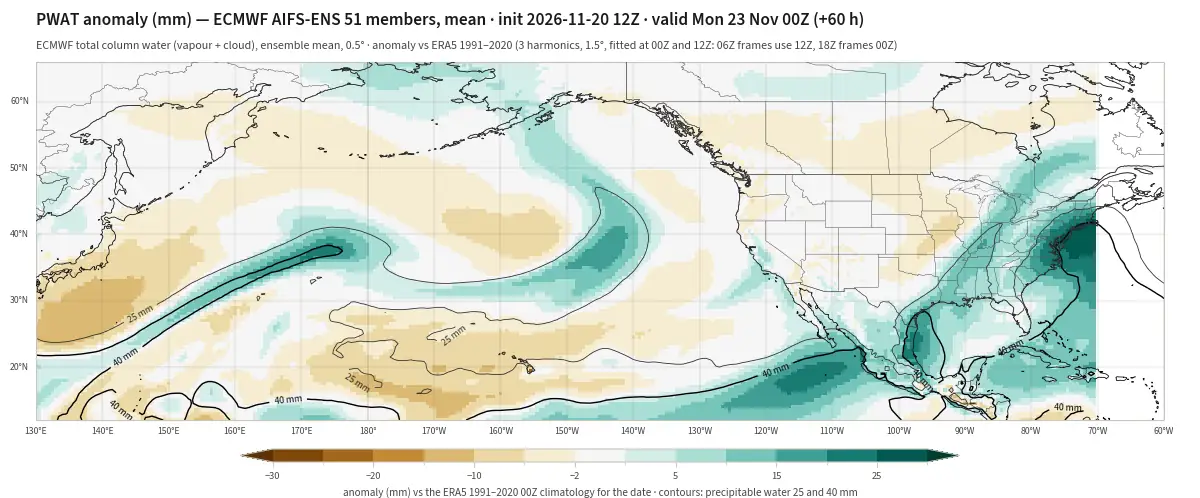 PWAT anomaly (mm) — ECMWF AIFS-ENS 51 members, mean · init 2026-11-20 12Z · valid Mon 23 Nov 00Z (+60 h)
ECMWF total column water (vapour + cloud), ensemble mean, 0.5° · anomaly vs ERA5 1991–2020 (3 harmonics, 1.5°, fitted at 00Z and 12Z: 06Z frames use 12Z, 18Z frames 00Z)
60°N
50°N
40°N
30°N
20°N
25 mm
40 mm
25 mm
25 mm
40 mm
40 mm
40 mm
40 mm
40 mm
40 mm
130°E 140°E 150°E 160°E 170°E 180° 170°W 160°W 150°W 140°W 130°W 120°W 110°W 100°W 90°W 80°W 70°W 60°W
−30 −20 −10 −2 5 15 25
anomaly (mm) vs the ERA5 1991–2020 00Z climatology for the date · contours: precipitable water 25 and 40 mm